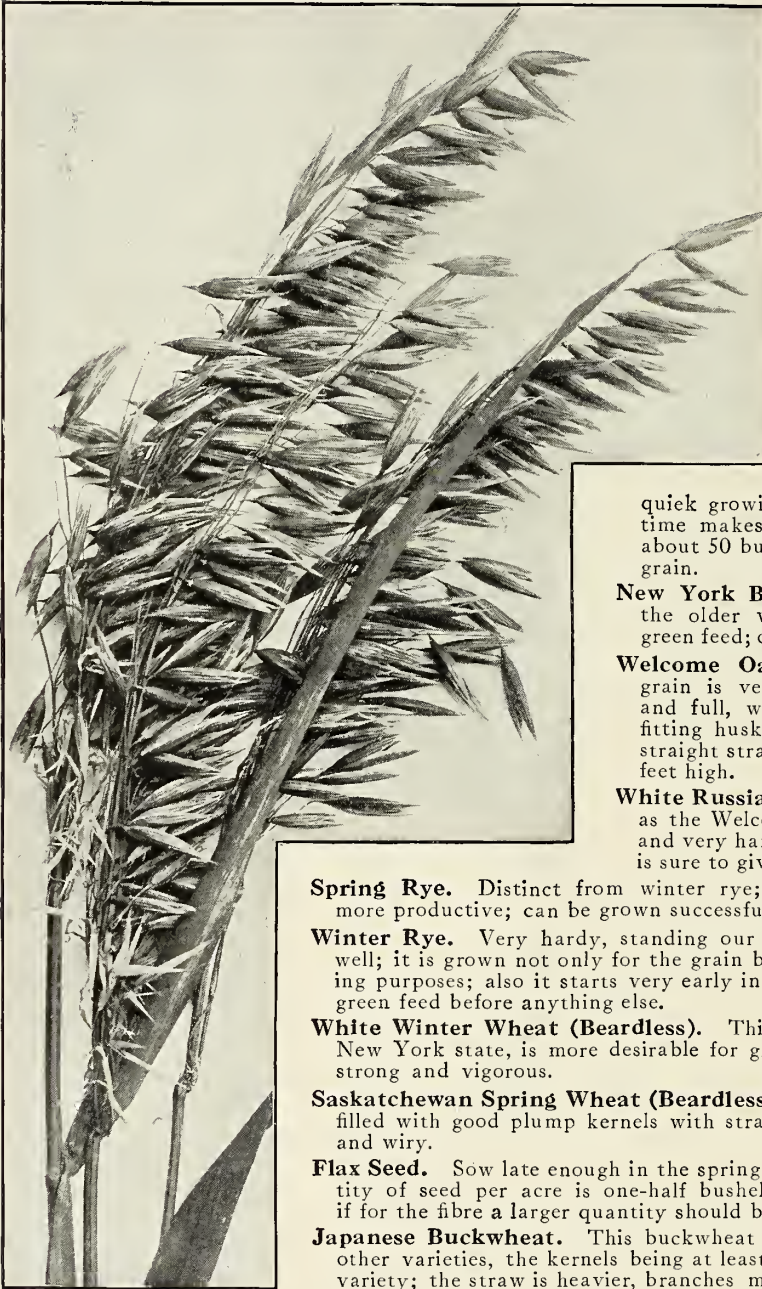 quiek growi
time makes
about 50 bu
grain.
New York B
the older v
green feed; c
Welcome Oa
grain is ve
and full, w
fitting husk
straight stra
feet high.
White Russia
as the Welc
and very ha
is sure to giv
Spring Rye. Distinct from winter rye;
more productive; can be grown successfu
Winter Rye. Very hardy, standing our
well; it is grown not only for the grain b
ing purposes; also it starts very early in
green feed before anything else.
White Winter Wheat (Beardless). Thi
New York state, is more desirable for g
strong and vigorous.
Saskatchewan Spring Wheat (Beardless
filled with good plump kernels with stra
and wiry.
Flax Seed. Sow late enough in the spring
tity of seed per acre is one-half bushel
if for the fibre a larger quantity should b
Japanese Buckwheat. This buckwheat
other varieties, the kernels being at least
variety; the straw is heavier, branches m